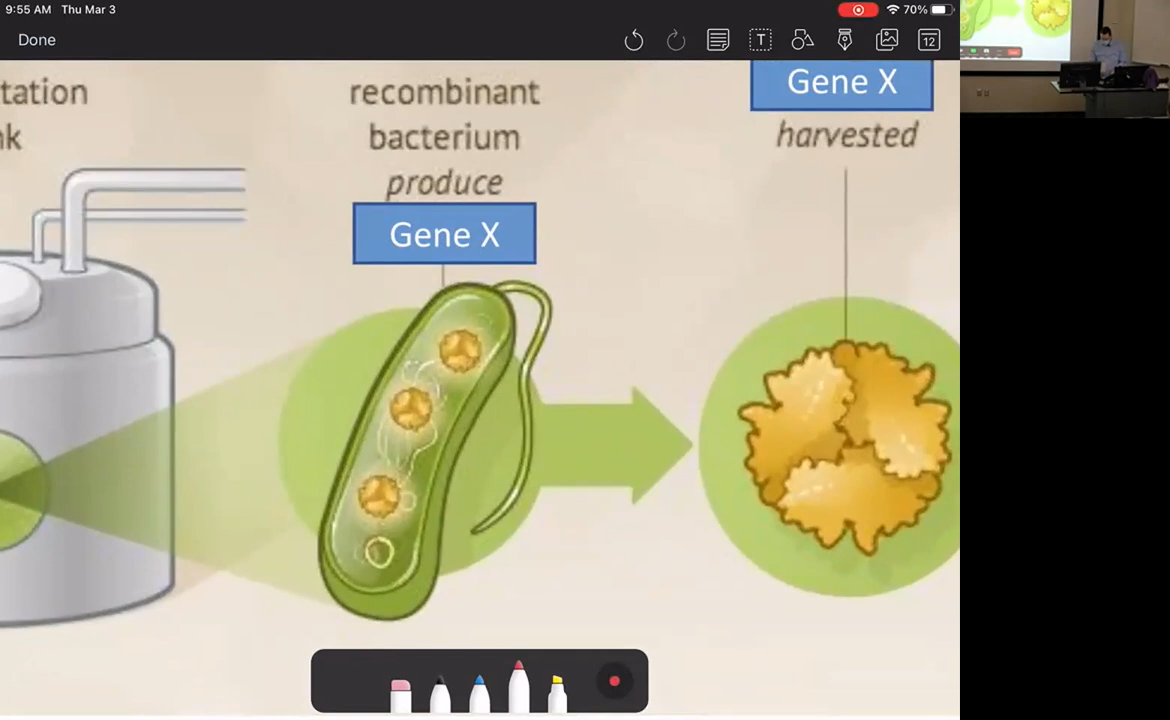 9:55 AM Thu Mar 3
70%
Done
T
12
tation
nk
recombinant
bacterium
produce
Gene X
Gene X
harvested